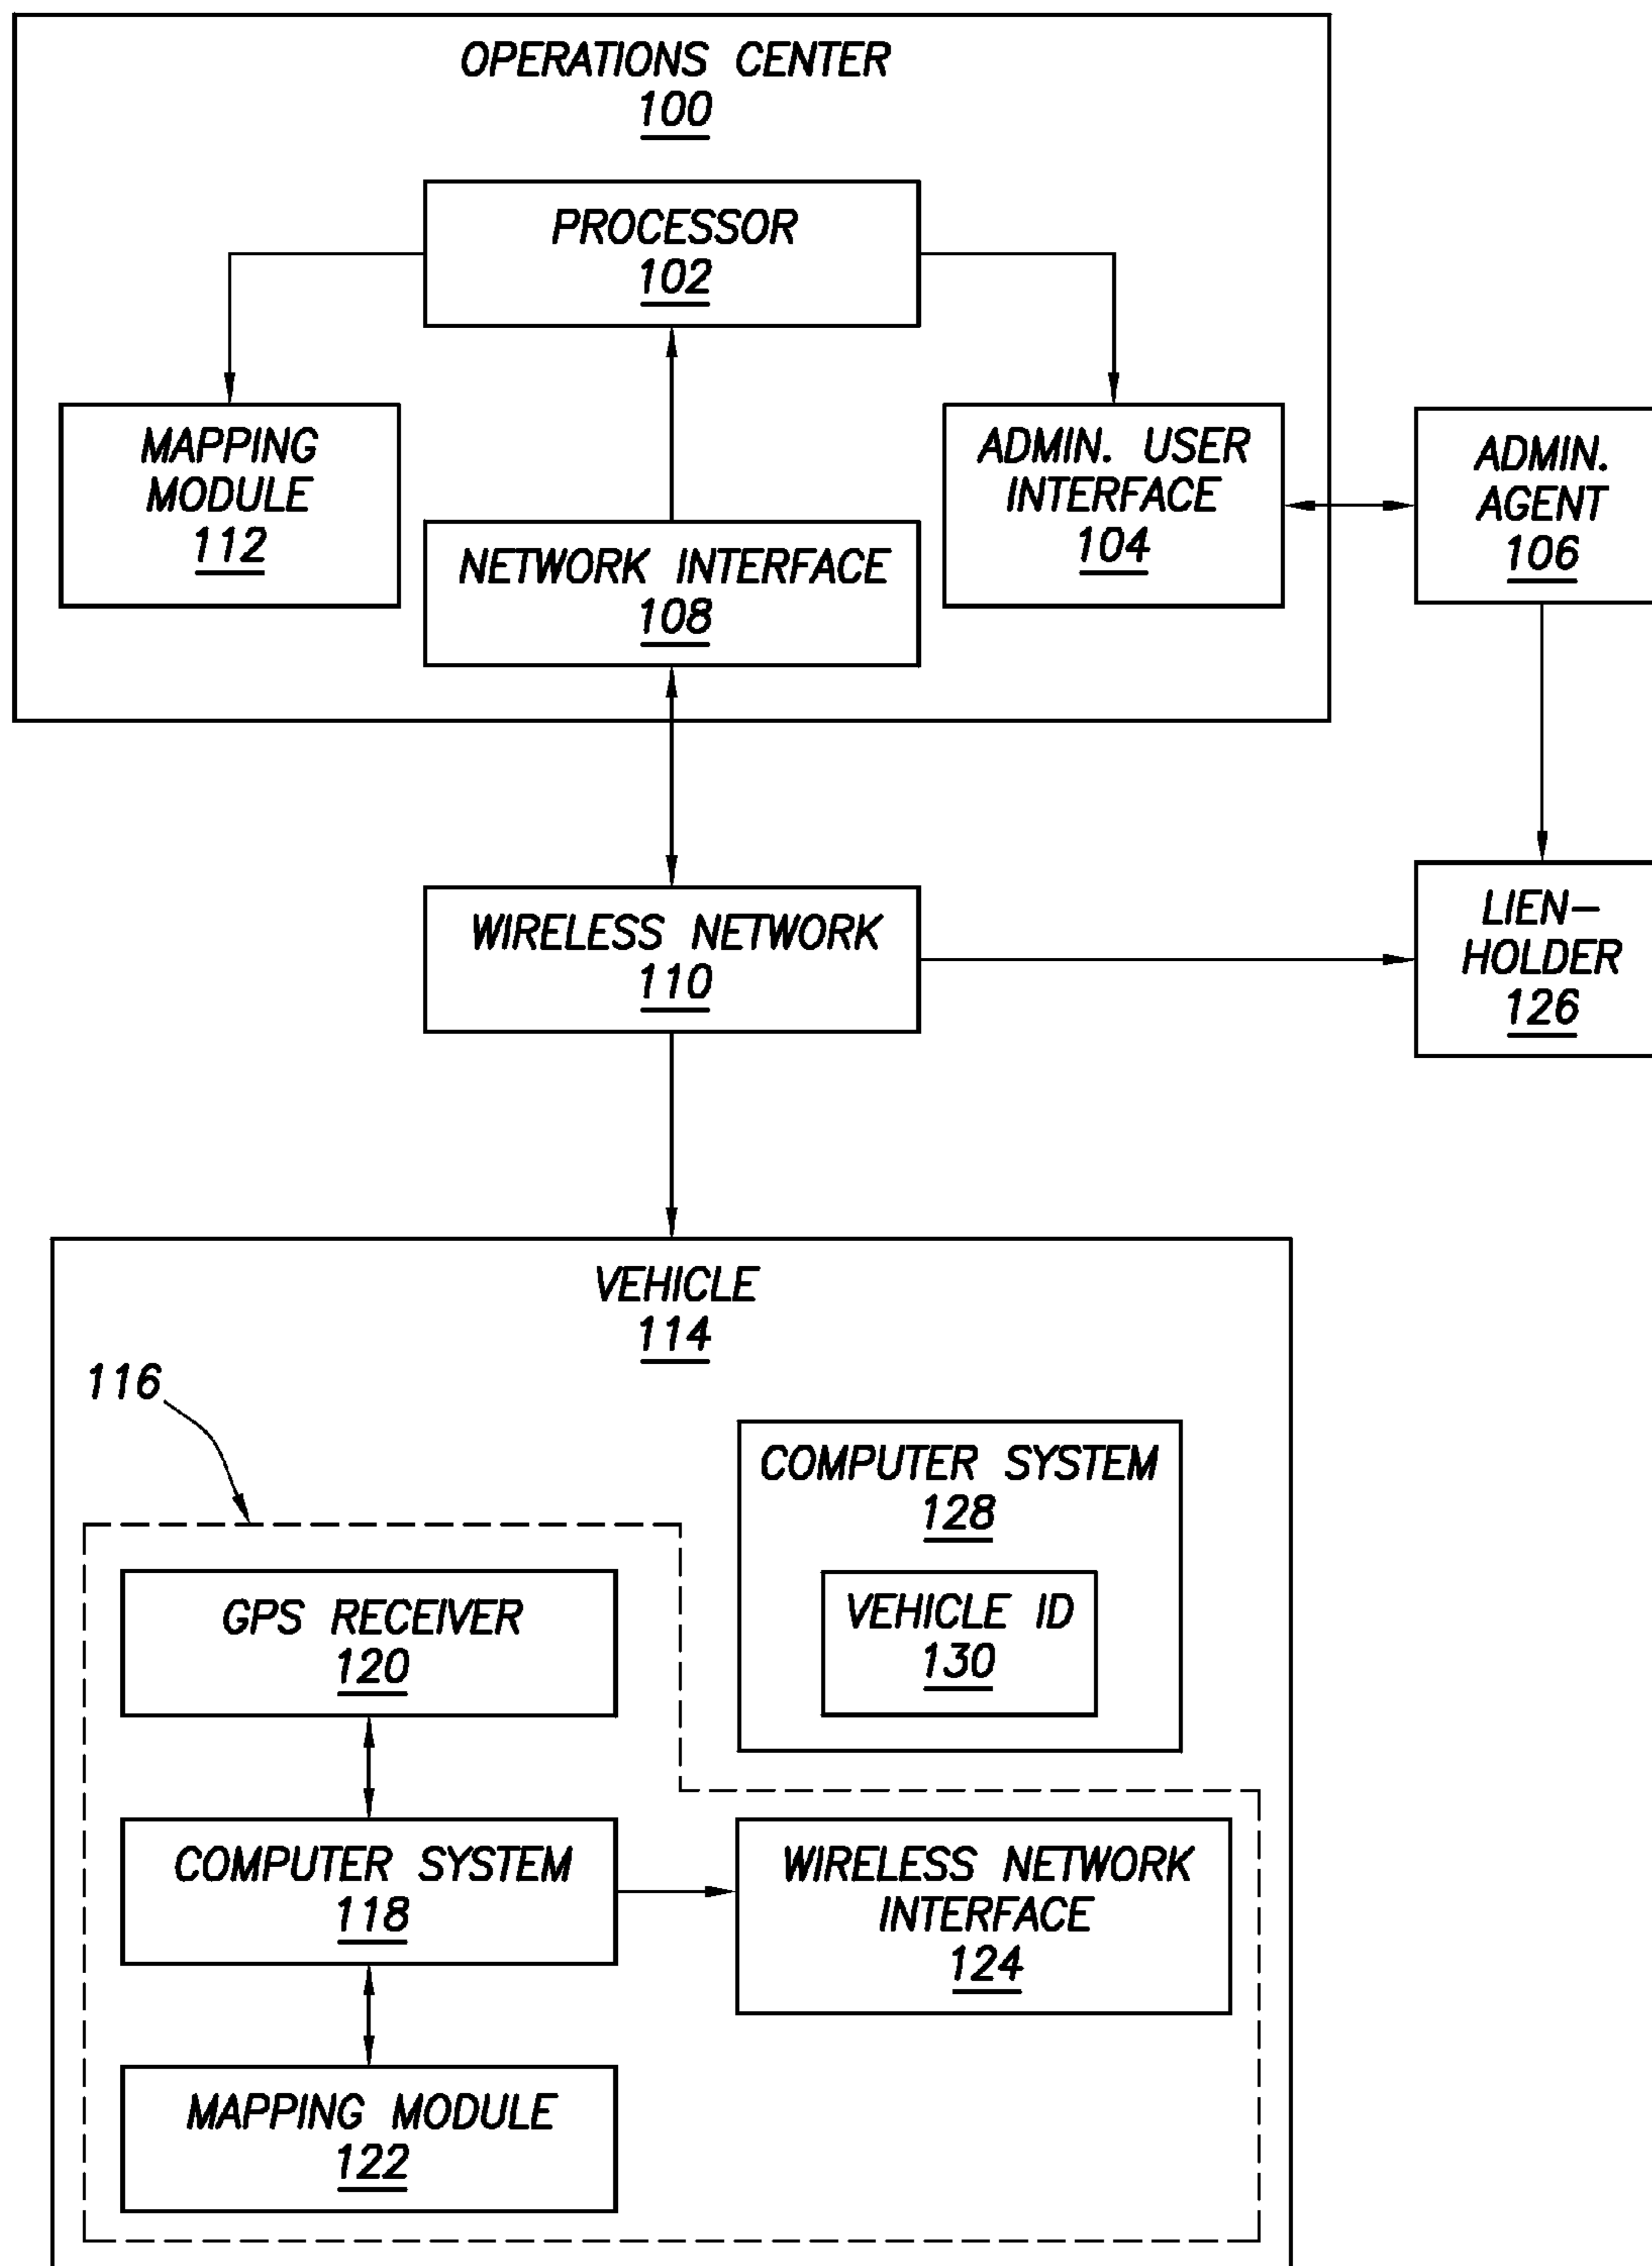 OPERATIONS CENTER
100
PROCESSOR
102
MAPPING
MODULE
112
NETWORK INTERFACE
108
ADMIN. USER
INTERFACE
104
ADMIN.
AGENT
106
WIRELESS NETWORK
110
LIEN-
HOLDER
126
VEHICLE
114
116
COMPUTER SYSTEM
128
VEHICLE ID
130
GPS RECEIVER
120
COMPUTER SYSTEM
118
WIRELESS NETWORK
INTERFACE
124
MAPPING MODULE
122